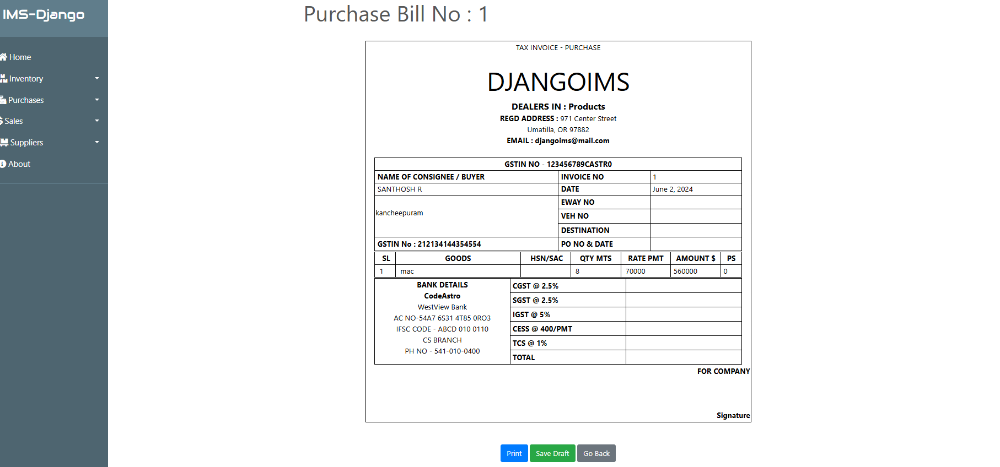 IMS-Django
Home
Inventory
Purchases
Sales
Suppliers
About
Purchase Bill No : 1
TAX INVOICE - PURCHASE
DJANGOIMS
DEALERS IN : Products
REGD ADDRESS : 971 Center Street
Umatilla, OR 97882
EMAIL : djangoims@mail.com
GSTIN NO - 123456789CASTR0
NAME OF CONSIGNEE / BUYER INVOICE NO 1
SANTHOSH R DATE June 2, 2024
kancheepuram
EWAY NO
VEH NO
DESTINATION
GSTIN No : 212134144354554 PO NO & DATE
SL GOODS HSN/SAC QTY MTS RATE PMT AMOUNT $ PS
1 mac 8 70000 560000 0
BANK DETAILS
CodeAstro
WestView Bank
AC NO-54A7 6S31 4T85 0RO3
IFSC CODE - ABCD 010 0110
CS BRANCH
PH NO - 541-010-0400
CGST @ 2.5%
SGST @ 2.5%
IGST @ 5%
CESS @ 400/PMT
TCS @ 1%
TOTAL
FOR COMPANY
Signature
Print Save Draft Go Back